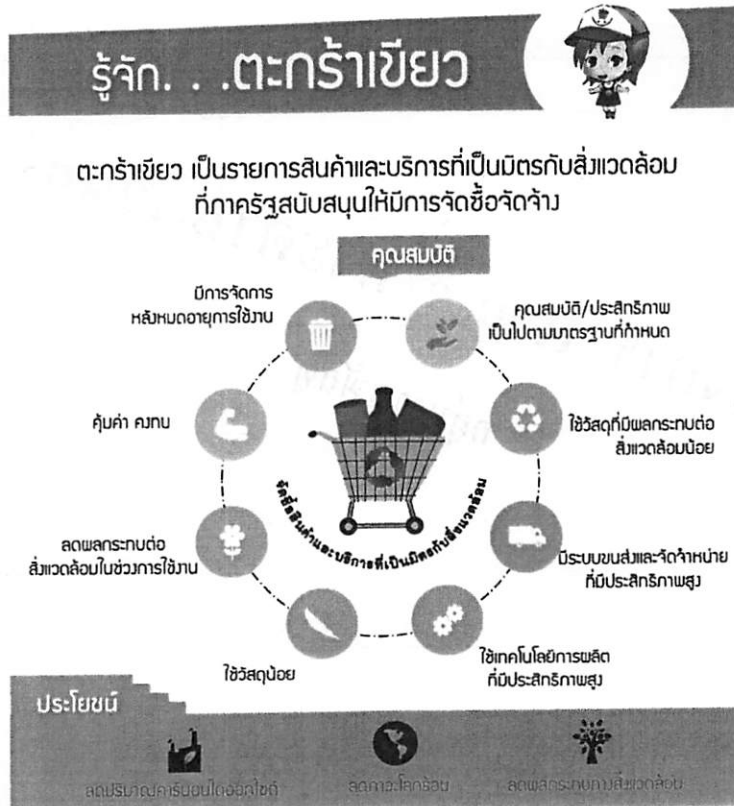 รู้จัก. . .ตะกร้าเขียว
ตะกร้าเขียว เป็นรายการสินค้าและบริการที่เป็นมิตรกับสิ่งแวดล้อม
ที่ภาครัฐสนับสนุนให้มีการจัดซื้อจัดจ้าง
คุณสมบัติ
มีการจัดการ
หลังหมดอายุการใช้งาน
คุณสมบัติ/ประสิทธิภาพ
เป็นไปตามมาตรฐานที่กำหนด
คุ้มค่า คงทน
ใช้วัสดุที่มีผลกระทบต่อ
สิ่งแวดล้อมน้อย
จัดซื้อสินค้าและบริการที่เป็นมิตรกับสิ่งแวดล้อม
ลดผลกระทบต่อ
สิ่งแวดล้อมในช่วงการใช้งาน
มีระบบขนส่งและจัดจำหน่าย
ที่มีประสิทธิภาพสูง
ใช้วัสดุน้อย
ใช้เทคโนโลยีการผลิต
ที่มีประสิทธิภาพสูง
ประโยชน์
ลดปริมาณคาร์บอนไดออกไซด์
ลดภาวะโลกร้อน
ลดผลกระทบทางสิ่งแวดล้อม